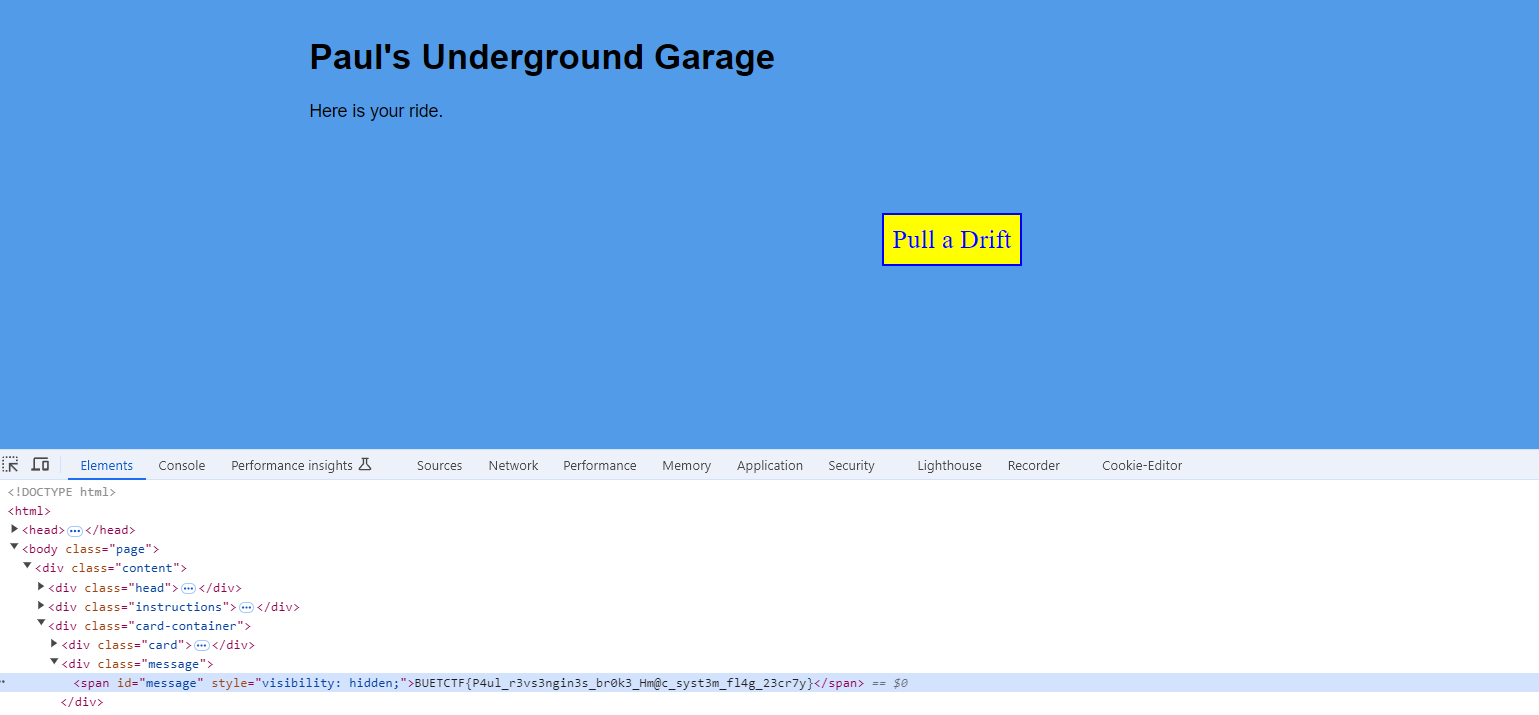 Paul's Underground Garage
Here is your ride.
Pull a Drift
Elements Console Performance insights Sources Network Performance Memory Application Security Lighthouse Recorder Cookie-Editor
<!DOCTYPE html>
<html>
<head>…</head>
<body class="page">
<div class="content">
<div class="head">…</div>
<div class="instructions">…</div>
<div class="card-container">
<div class="card">…</div>
<div class="message">
<span id="message" style="visibility: hidden;">BUETCTF{P4ul_r3vs3ngin3s_br0k3_Hm@c_syst3m_fl4g_23cr7y}</span> == $0
</div>